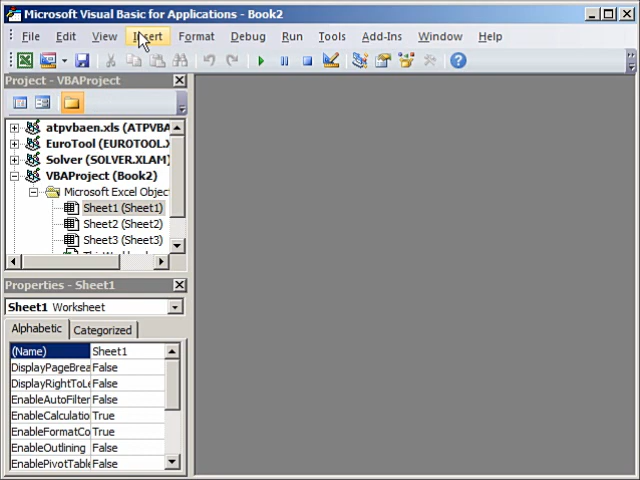 Microsoft Visual Basic for Applications - Book2
File Edit View Insert Format Debug Run Tools Add-Ins Window Help
Project - VBAProject
atpvbaen.xls (ATPVBA
EuroTool (EUROTOOL.X
Solver (SOLVER.XLAM)
VBAProject (Book2)
Microsoft Excel Objec
Sheet1 (Sheet1)
Sheet2 (Sheet2)
Sheet3 (Sheet3)
Properties - Sheet1
Sheet1 Worksheet
Alphabetic Categorized
(Name) Sheet1
DisplayPageBrea False
DisplayRightToLe False
EnableAutoFilter False
EnableCalculatio True
EnableFormatCo True
EnableOutlining False
EnablePivotTable False